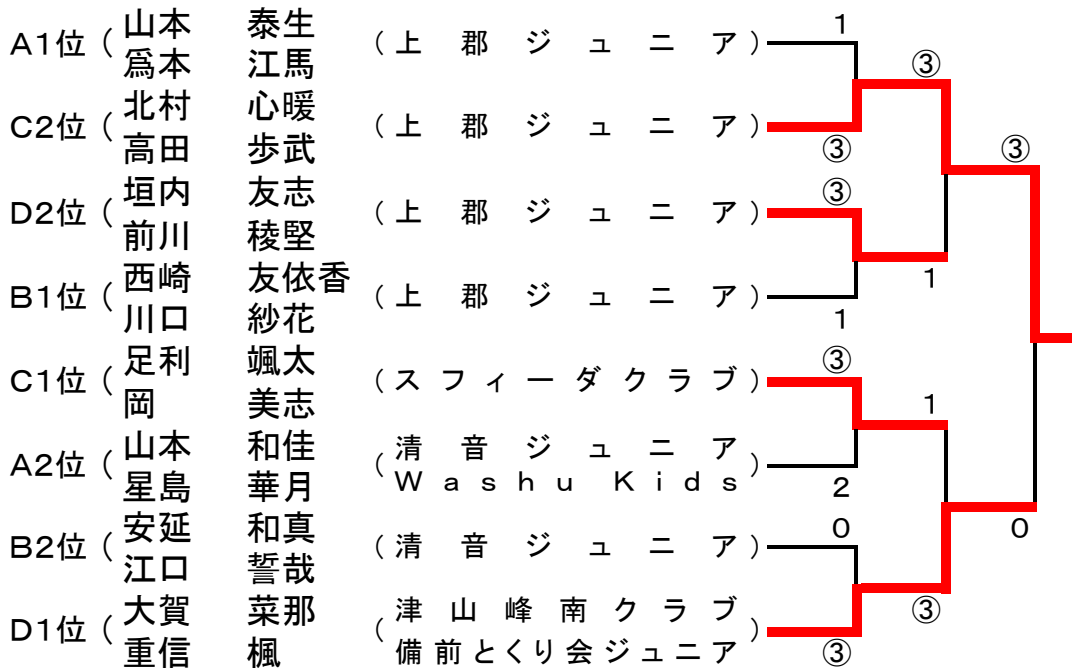 1
A1位 ( 山本 泰生 ( 上 郡 ジ ュ ニ ア )
爲本 江馬
③
C2位 ( 北村 心暖 ( 上 郡 ジ ュ ニ ア )
高田 歩武
③
③
③
D2位 ( 垣内 友志 ( 上 郡 ジ ュ ニ ア )
前川 稜堅
1
B1位 ( 西崎 友依香 ( 上 郡 ジ ュ ニ ア )
川口 紗花
1
③
C1位 ( 足利 颯太 ( ス フ ィ ー ダ ク ラ ブ )
岡 美志
1
A2位 ( 山本 和佳 ( 清 音 ジ ュ ニ ア )
星島 華月 W a s h u K i d s
2
0
B2位 ( 安延 和真 ( 清 音 ジ ュ ニ ア )
江口 誓哉
0
D1位 ( 大賀 菜那 ( 津 山 峰 南 ク ラ ブ )
重信 楓 備 前 と く り 会 ジ ュ ニ ア
③
③